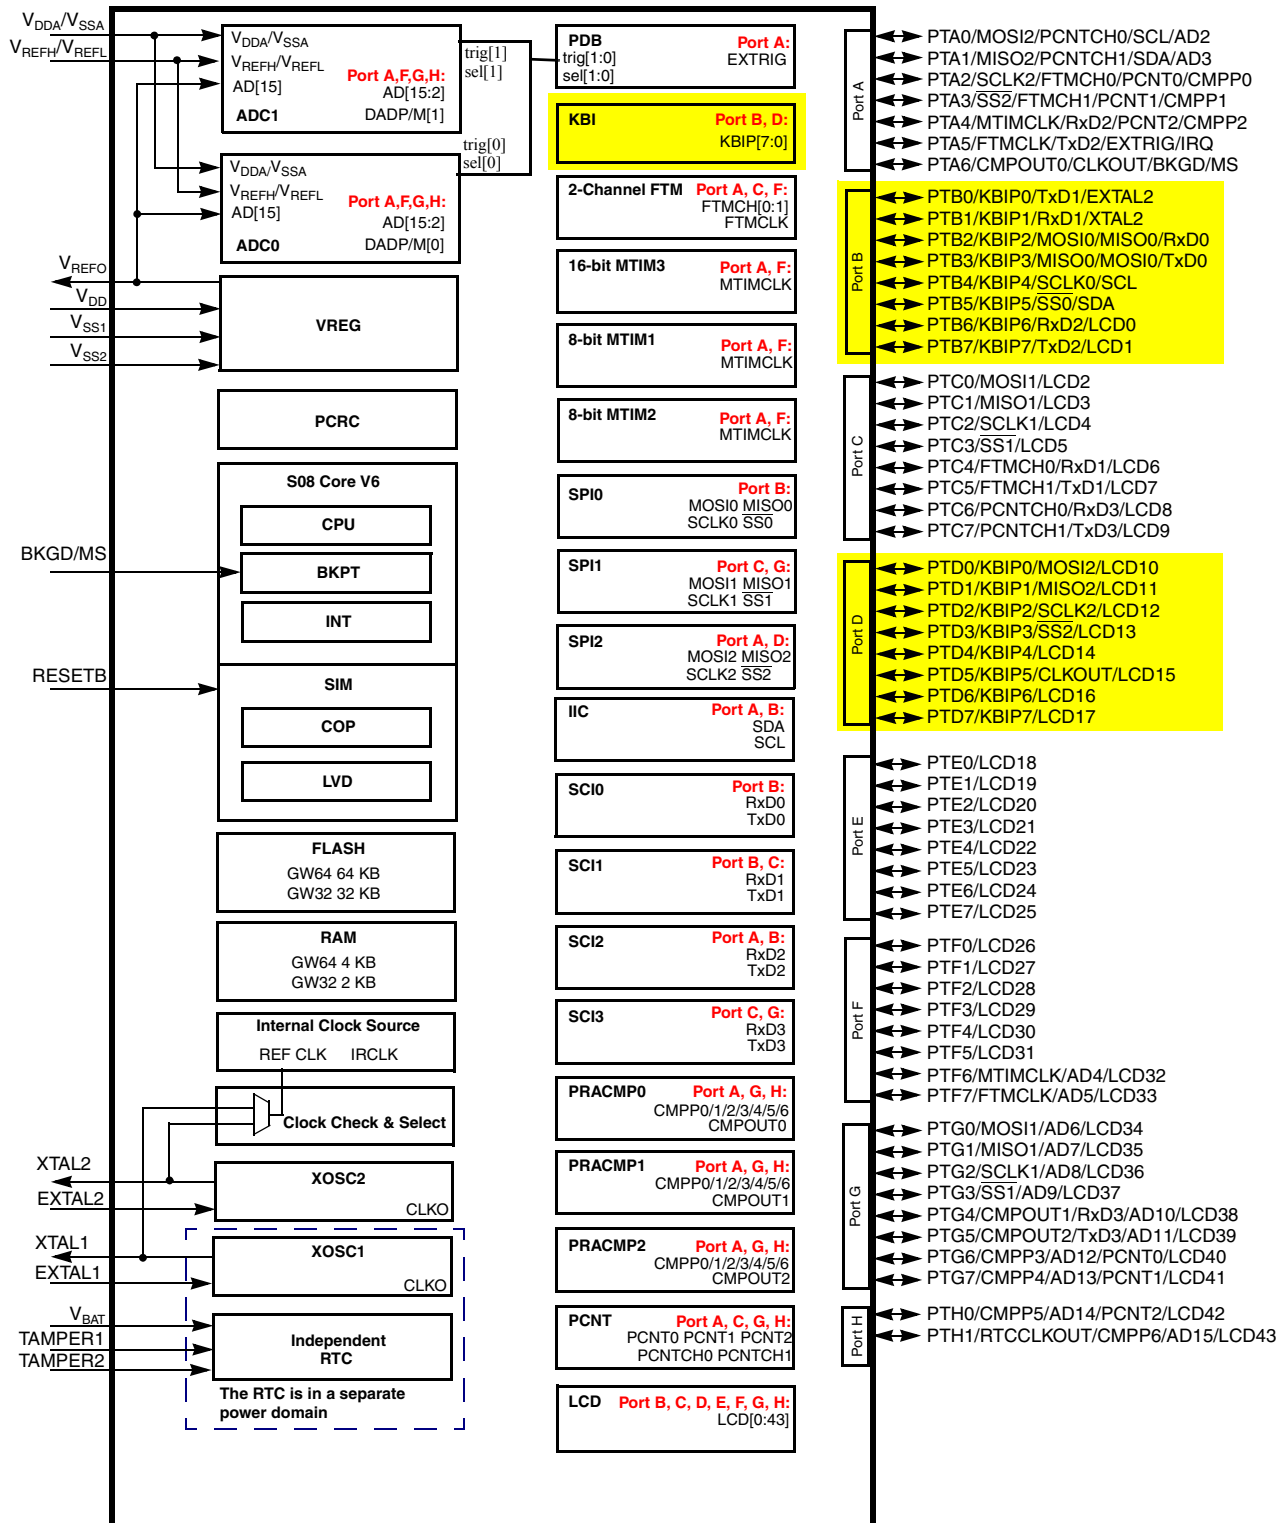 V_DDA/V_SSA
V_REFH/V_REFL
V_DDA/V_SSA
V_REFH/V_REFL
AD[15]
ADC1
Port A,F,G,H:
AD[15:2]
DADP/M[1]
trig[1]
sel[1]
trig[0]
sel[0]
V_DDA/V_SSA
V_REFH/V_REFL
AD[15]
ADC0
Port A,F,G,H:
AD[15:2]
DADP/M[0]
V_REFO
V_DD
V_SS1
V_SS2
VREG
PCRC
S08 Core V6
CPU
BKPT
INT
BKGD/MS
RESETB
SIM
COP
LVD
FLASH
GW64 64 KB
GW32 32 KB
RAM
GW64 4 KB
GW32 2 KB
Internal Clock Source
REF CLK IRCLK
Clock Check & Select
XTAL2
EXTAL2
XOSC2
CLKO
XTAL1
EXTAL1
XOSC1
CLKO
V_BAT
TAMPER1
TAMPER2
Independent
RTC
The RTC is in a separate
power domain
PDB Port A:
trig[1:0] EXTRIG
sel[1:0]
KBI Port B, D:
KBIP[7:0]
2-Channel FTM Port A, C, F:
FTMCH[0:1]
FTMCLK
16-bit MTIM3 Port A, F:
MTIMCLK
8-bit MTIM1 Port A, F:
MTIMCLK
8-bit MTIM2 Port A, F:
MTIMCLK
SPI0 Port B:
MOSI0 MISO0
SCLK0 SS0
SPI1 Port C, G:
MOSI1 MISO1
SCLK1 SS1
SPI2 Port A, D:
MOSI2 MISO2
SCLK2 SS2
IIC Port A, B:
SDA
SCL
SCI0 Port B:
RxD0
TxD0
SCI1 Port B, C:
RxD1
TxD1
SCI2 Port A, B:
RxD2
TxD2
SCI3 Port C, G:
RxD3
TxD3
PRACMP0 Port A, G, H:
CMPP0/1/2/3/4/5/6
CMPOUT0
PRACMP1 Port A, G, H:
CMPP0/1/2/3/4/5/6
CMPOUT1
PRACMP2 Port A, G, H:
CMPP0/1/2/3/4/5/6
CMPOUT2
PCNT Port A, C, G, H:
PCNT0 PCNT1 PCNT2
PCNTCH0 PCNTCH1
LCD Port B, C, D, E, F, G, H:
LCD[0:43]
Port A
PTA0/MOSI2/PCNTCH0/SCL/AD2
PTA1/MISO2/PCNTCH1/SDA/AD3
PTA2/SCLK2/FTMCH0/PCNT0/CMPP0
PTA3/SS2/FTMCH1/PCNT1/CMPP1
PTA4/MTIMCLK/RxD2/PCNT2/CMPP2
PTA5/FTMCLK/TxD2/EXTRIG/IRQ
PTA6/CMPOUT0/CLKOUT/BKGD/MS
Port B
PTB0/KBIP0/TxD1/EXTAL2
PTB1/KBIP1/RxD1/XTAL2
PTB2/KBIP2/MOSI0/MISO0/RxD0
PTB3/KBIP3/MISO0/MOSI0/TxD0
PTB4/KBIP4/SCLK0/SCL
PTB5/KBIP5/SS0/SDA
PTB6/KBIP6/RxD2/LCD0
PTB7/KBIP7/TxD2/LCD1
Port C
PTC0/MOSI1/LCD2
PTC1/MISO1/LCD3
PTC2/SCLK1/LCD4
PTC3/SS1/LCD5
PTC4/FTMCH0/RxD1/LCD6
PTC5/FTMCH1/TxD1/LCD7
PTC6/PCNTCH0/RxD3/LCD8
PTC7/PCNTCH1/TxD3/LCD9
Port D
PTD0/KBIP0/MOSI2/LCD10
PTD1/KBIP1/MISO2/LCD11
PTD2/KBIP2/SCLK2/LCD12
PTD3/KBIP3/SS2/LCD13
PTD4/KBIP4/LCD14
PTD5/KBIP5/CLKOUT/LCD15
PTD6/KBIP6/LCD16
PTD7/KBIP7/LCD17
Port E
PTE0/LCD18
PTE1/LCD19
PTE2/LCD20
PTE3/LCD21
PTE4/LCD22
PTE5/LCD23
PTE6/LCD24
PTE7/LCD25
Port F
PTF0/LCD26
PTF1/LCD27
PTF2/LCD28
PTF3/LCD29
PTF4/LCD30
PTF5/LCD31
PTF6/MTIMCLK/AD4/LCD32
PTF7/FTMCLK/AD5/LCD33
Port G
PTG0/MOSI1/AD6/LCD34
PTG1/MISO1/AD7/LCD35
PTG2/SCLK1/AD8/LCD36
PTG3/SS1/AD9/LCD37
PTG4/CMPOUT1/RxD3/AD10/LCD38
PTG5/CMPOUT2/TxD3/AD11/LCD39
PTG6/CMPP3/AD12/PCNT0/LCD40
PTG7/CMPP4/AD13/PCNT1/LCD41
Port H
PTH0/CMPP5/AD14/PCNT2/LCD42
PTH1/RTCCLKOUT/CMPP6/AD15/LCD43